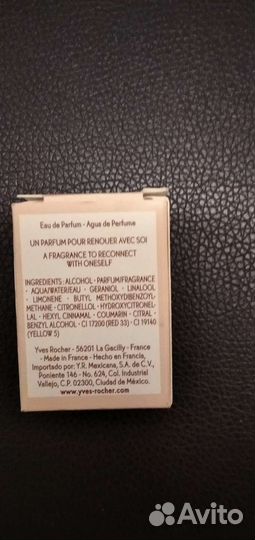 Eau de Parfum - Agua de Perfume
UN PARFUM POUR RENOUER AVEC SOI
A FRAGRANCE TO RECONNECT
WITH ONESELF
INGREDIENTS: ALCOHOL • PARFUM/FRAGRANCE
AQUA/WATER/EAU • GERANIOL • LINALOOL
• LIMONENE • BUTYL METHOXYDIBENZOYL-
METHANE • CITRONELLOL • HYDROXYCITRONEL-
LAL • HEXYL CINNAMAL • COUMARIN • CITRAL •
BENZYL ALCOHOL • CI 17200 (RED 33) • CI 19140
(YELLOW 5)
Yves Rocher - 56201 La Gacilly - France
- Made in France - Hecho en Francia,
Importado por: Y.R. Mexicana, S.A. de C.V.,
Poniente 146 - No. 624, Col. Industrial
Vallejo, C.P. 02300, Ciudad de México.
www.yves-rocher.com
Avito